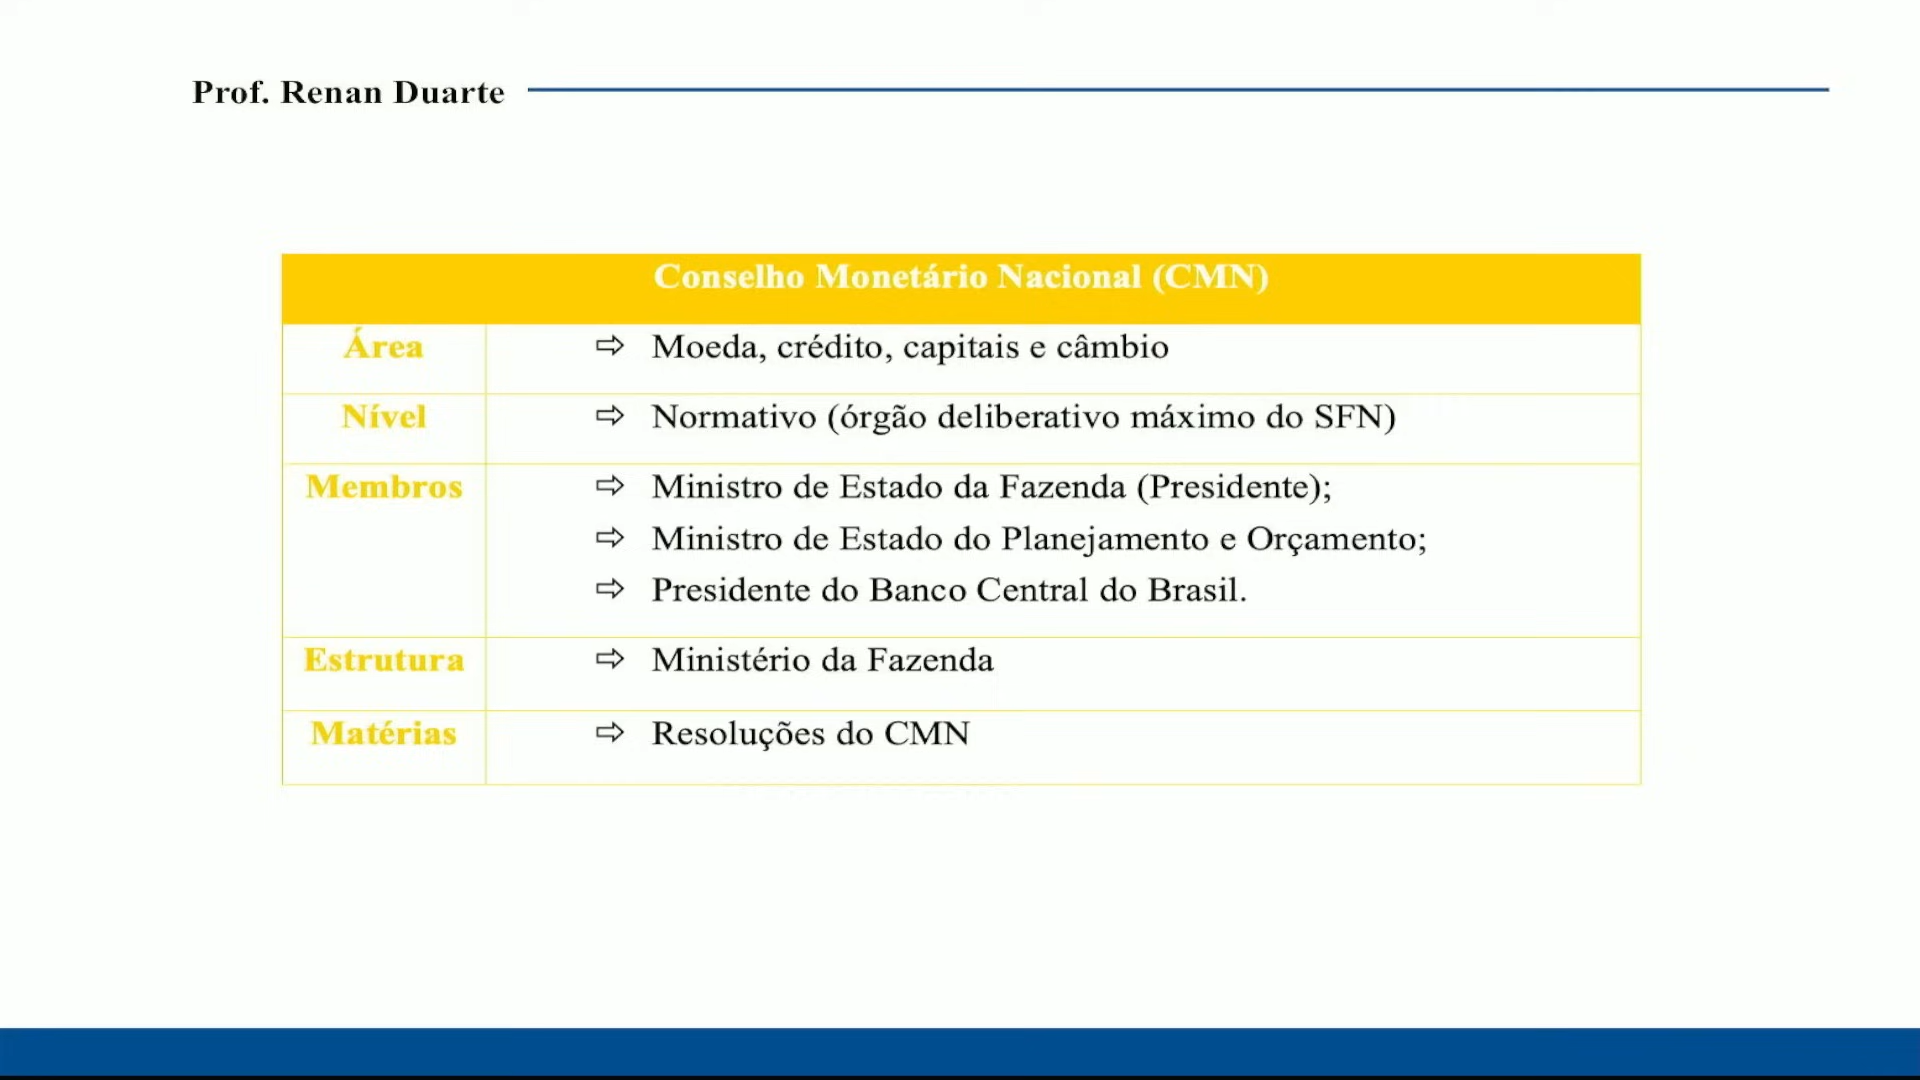 Prof. Renan Duarte
Conselho Monetário Nacional (CMN)
Área
⇨ Moeda, crédito, capitais e câmbio
Nível
⇨ Normativo (órgão deliberativo máximo do SFN)
Membros
⇨ Ministro de Estado da Fazenda (Presidente);
⇨ Ministro de Estado do Planejamento e Orçamento;
⇨ Presidente do Banco Central do Brasil.
Estrutura
⇨ Ministério da Fazenda
Matérias
⇨ Resoluções do CMN